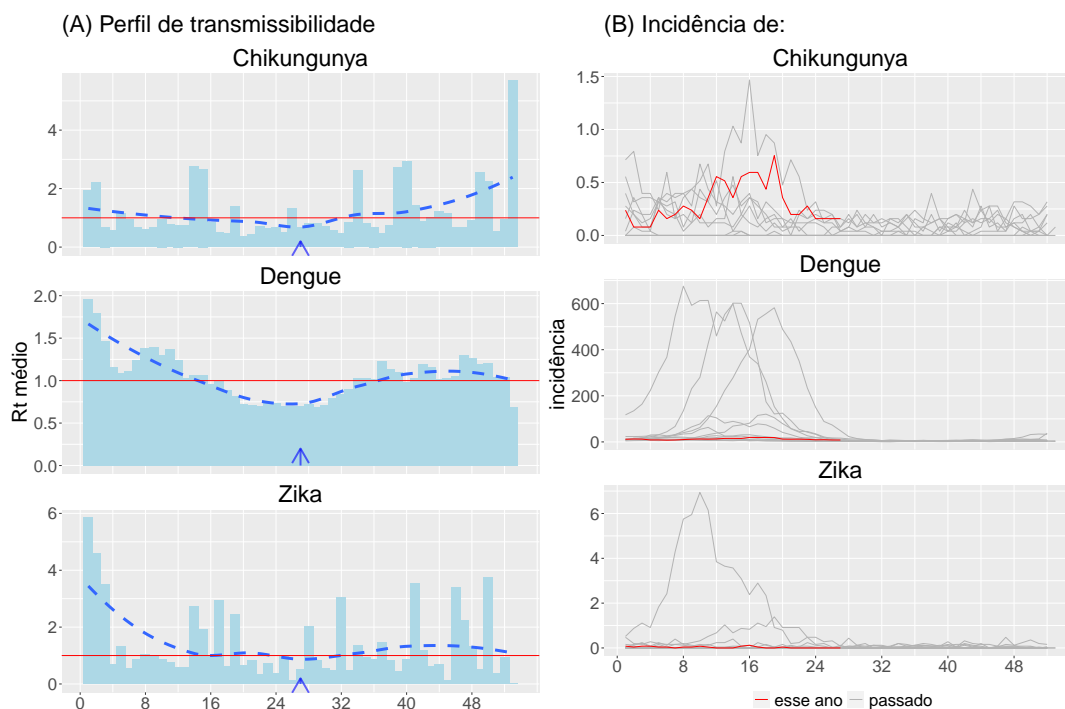 (A) Perfil de transmissibilidade
Chikungunya
4
2
0
Dengue
2.0
1.5
1.0
0.5
0.0
Rt médio
Zika
6
4
2
0
0 8 16 24 32 40 48
(B) Incidência de:
Chikungunya
1.5
1.0
0.5
0.0
Dengue
600
400
200
0
incidência
Zika
6
4
2
0
0 8 16 24 32 40 48
esse ano passado